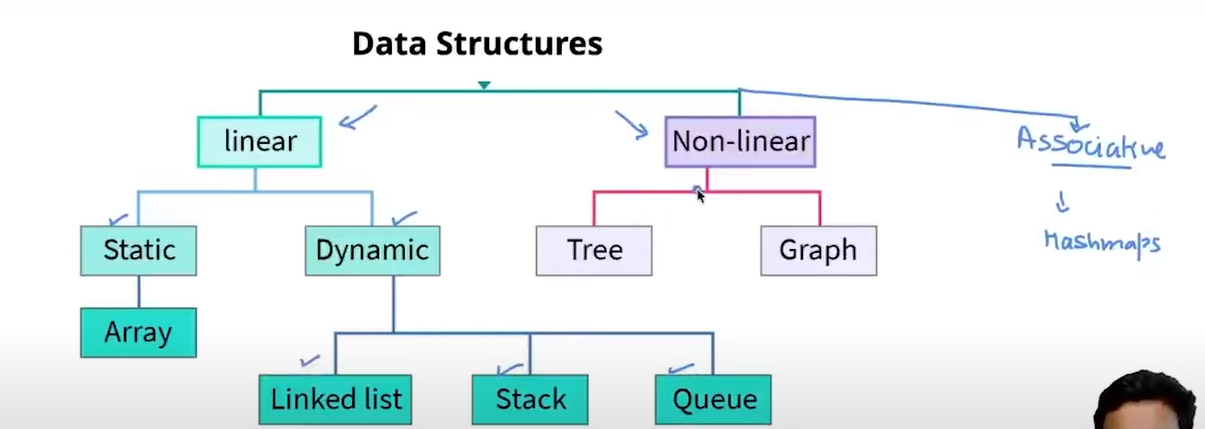 Data Structures
linear
Non-linear
Associative
Static
Dynamic
Tree
Graph
Hashmaps
Array
Linked list
Stack
Queue